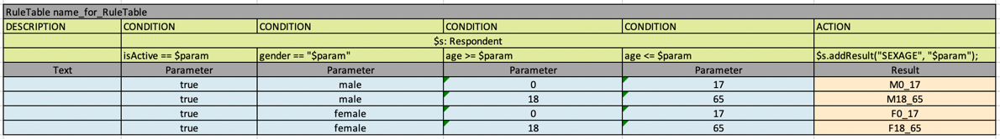 RuleTable name_for_RuleTable
DESCRIPTION CONDITION CONDITION CONDITION CONDITION ACTION
$s: Respondent
isActive == $param gender == "$param" age >= $param age <= $param $s.addResult("SEXAGE", "$param");
Text Parameter Parameter Parameter Parameter Result
true male 0 17 M0_17
true male 18 65 M18_65
true female 0 17 F0_17
true female 18 65 F18_65